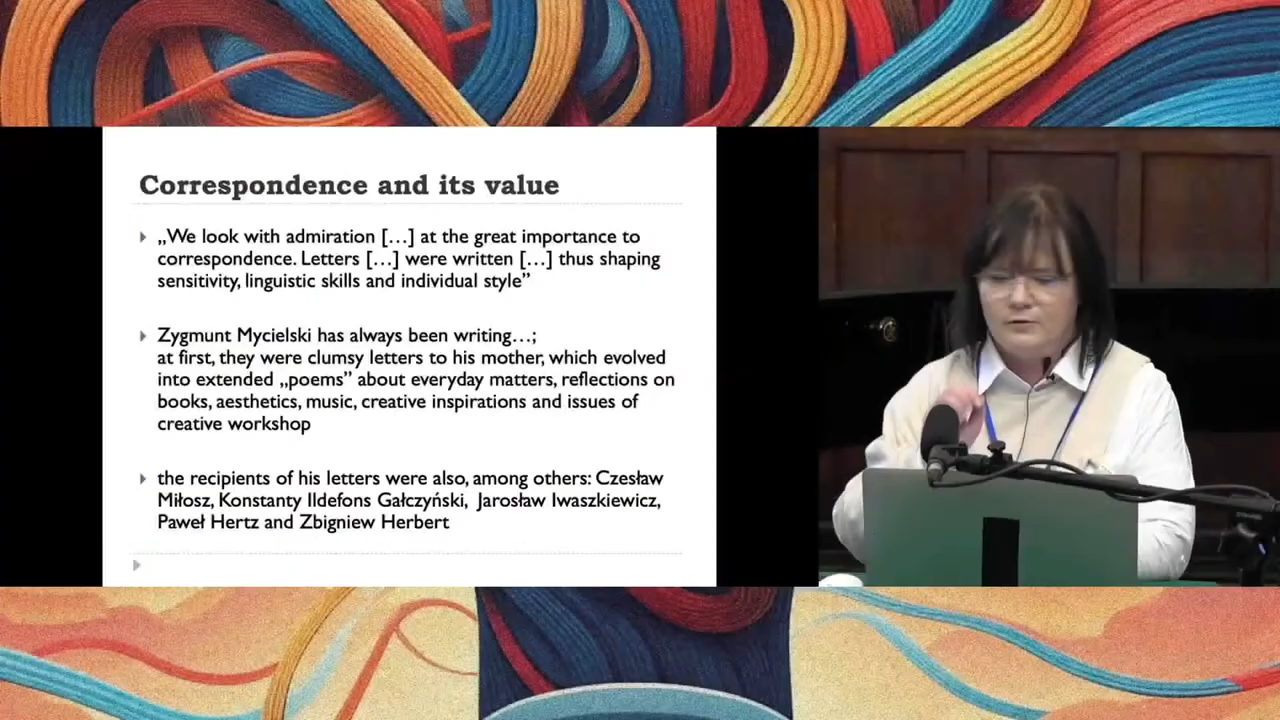 Correspondence and its value
„We look with admiration […] at the great importance to
correspondence. Letters […] were written […] thus shaping
sensitivity, linguistic skills and individual style”
Zygmunt Mycielski has always been writing…;
at first, they were clumsy letters to his mother, which evolved
into extended „poems” about everyday matters, reflections on
books, aesthetics, music, creative inspirations and issues of
creative workshop
the recipients of his letters were also, among others: Czesław
Miłosz, Konstanty Ildefons Gałczyński, Jarosław Iwaszkiewicz,
Paweł Hertz and Zbigniew Herbert